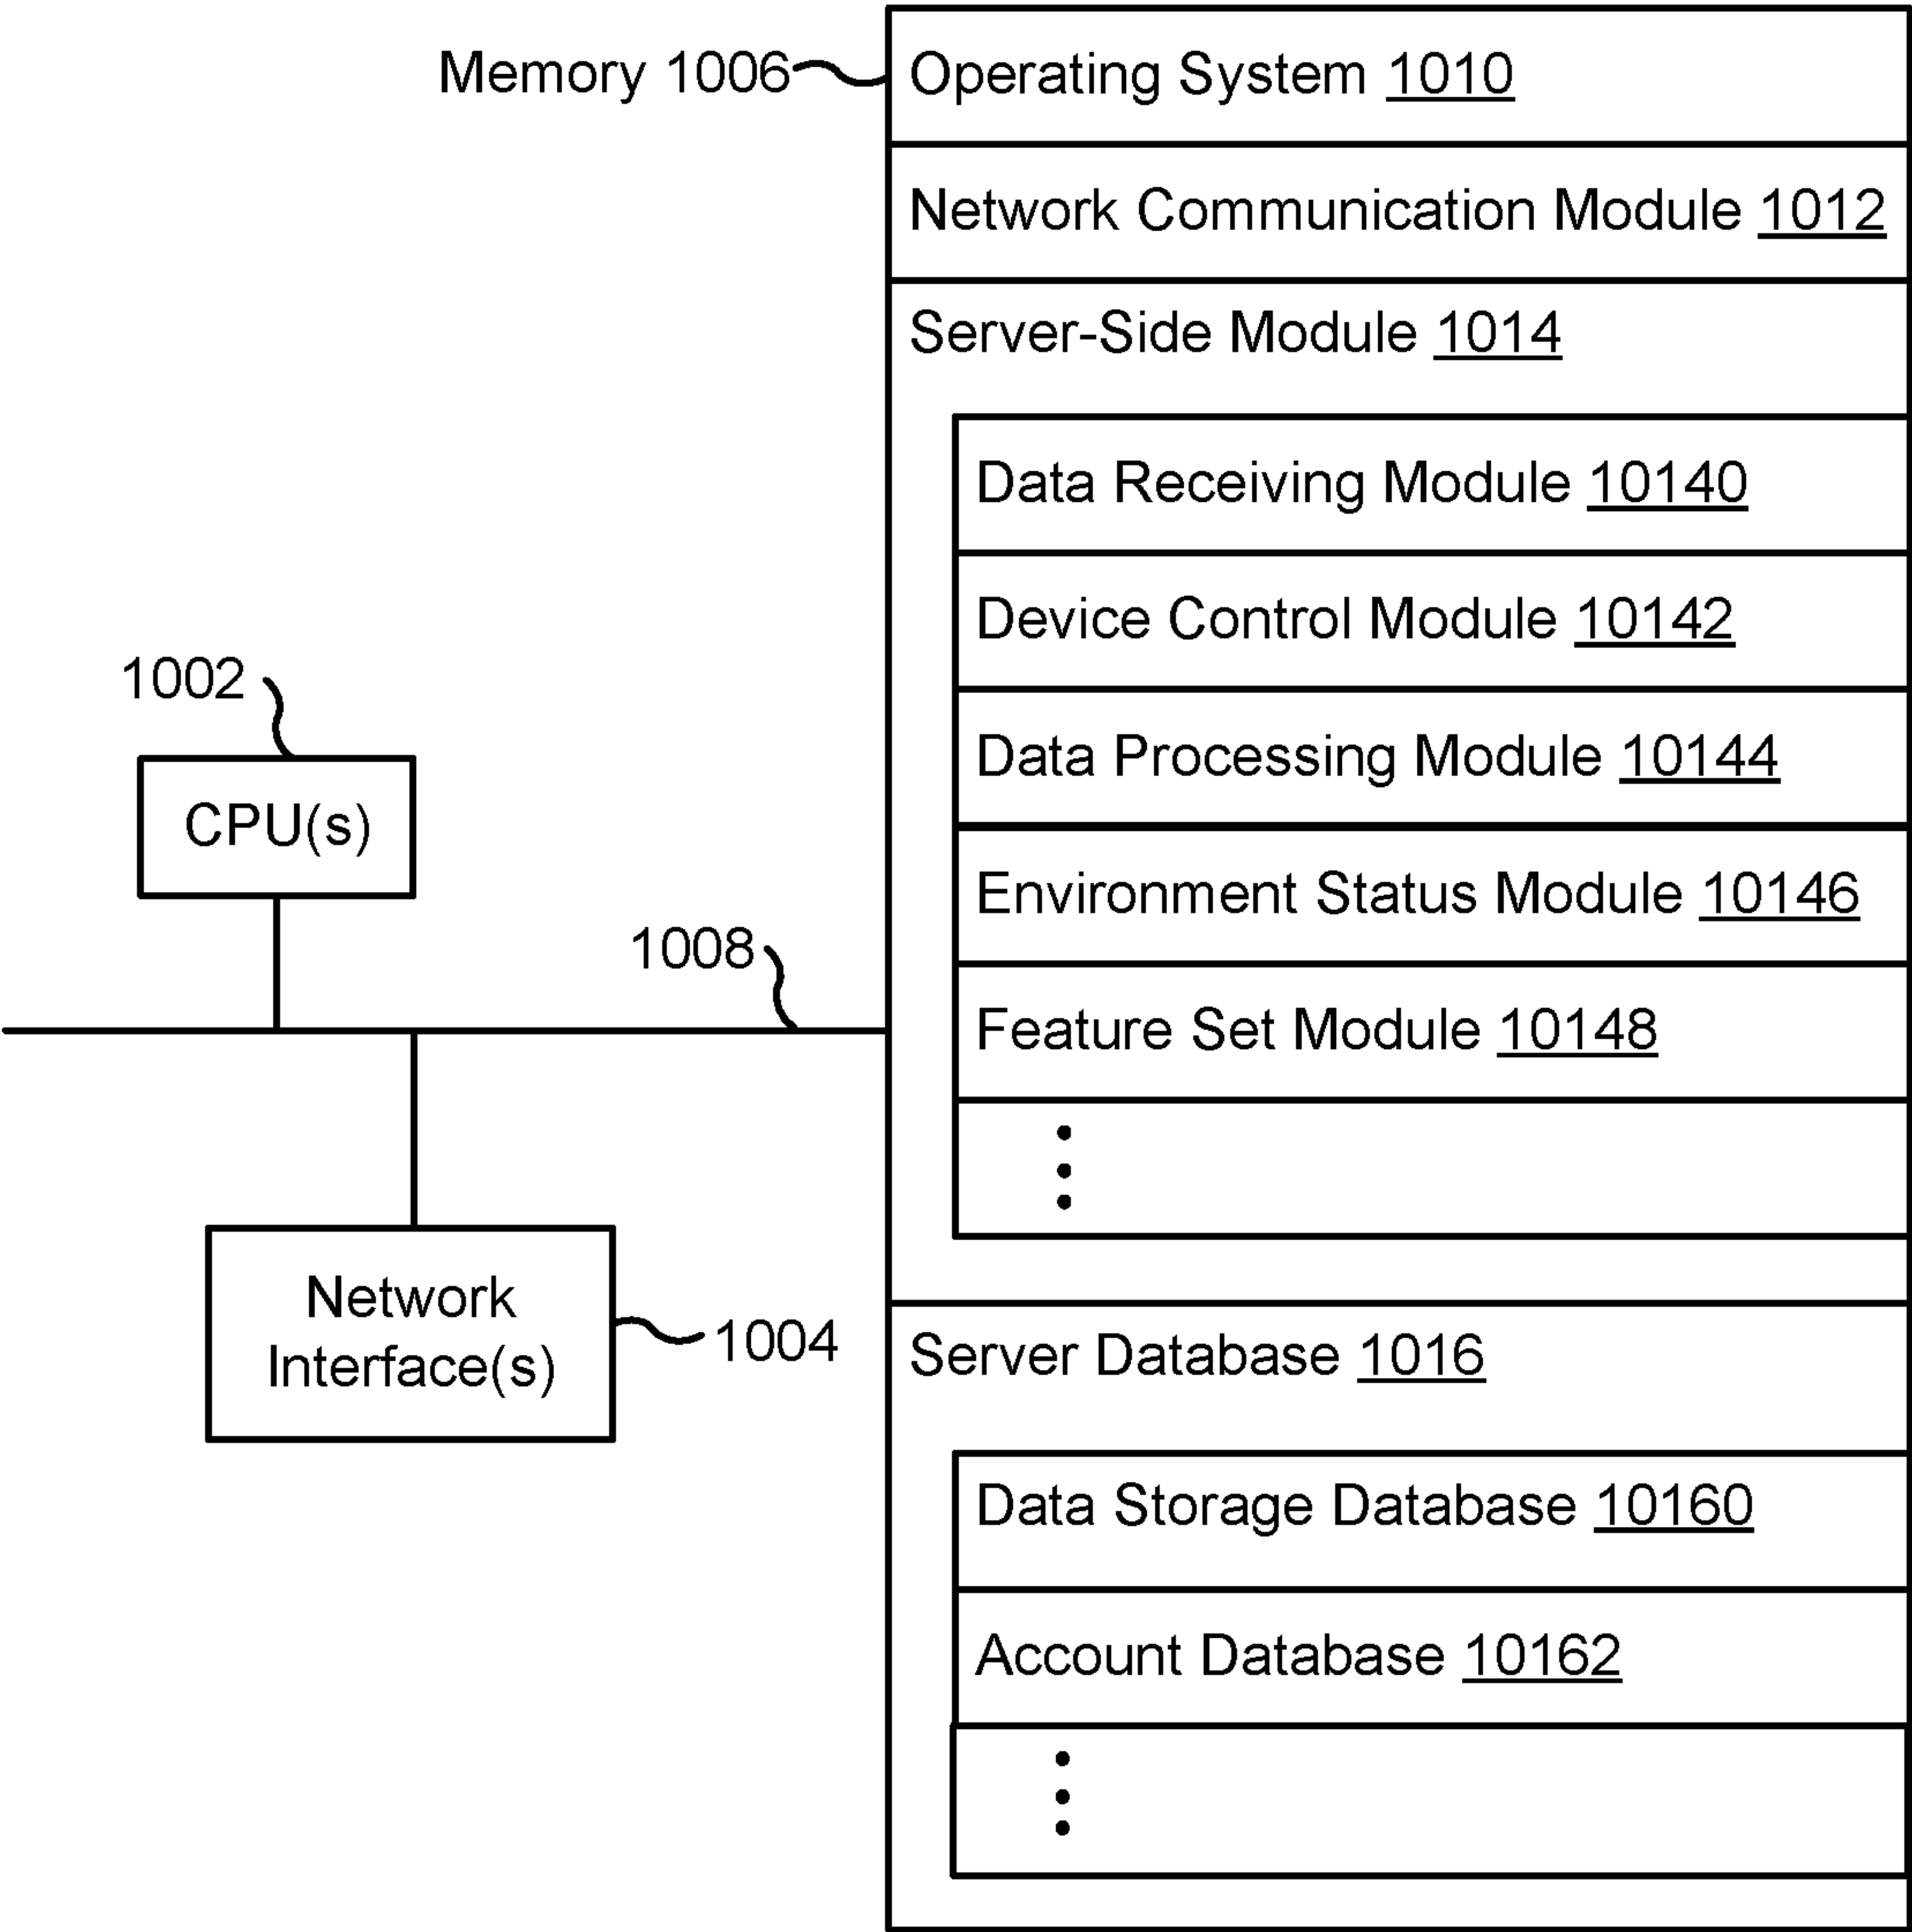 Memory 1006
Operating System 1010
Network Communication Module 1012
Server-Side Module 1014
Data Receiving Module 10140
Device Control Module 10142
Data Processing Module 10144
Environment Status Module 10146
Feature Set Module 10148
1002
CPU(s)
1008
Network
Interface(s)
1004
Server Database 1016
Data Storage Database 10160
Account Database 10162